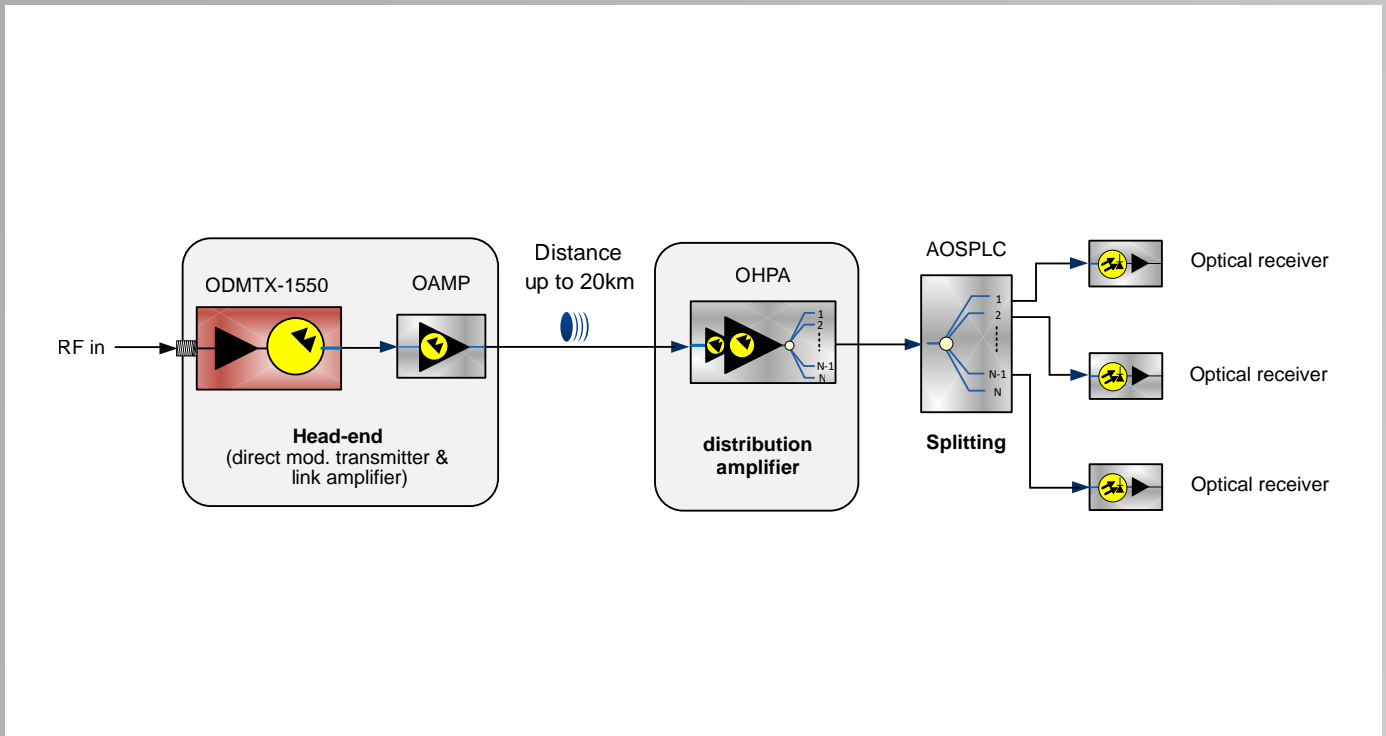 RF in
ODMTX-1550
OAMP
Head-end
(direct mod. transmitter &
link amplifier)
Distance
up to 20km
OHPA
1
2
N-1
N
distribution
amplifier
AOSPLC
1
2
N-1
N
Splitting
Optical receiver
Optical receiver
Optical receiver